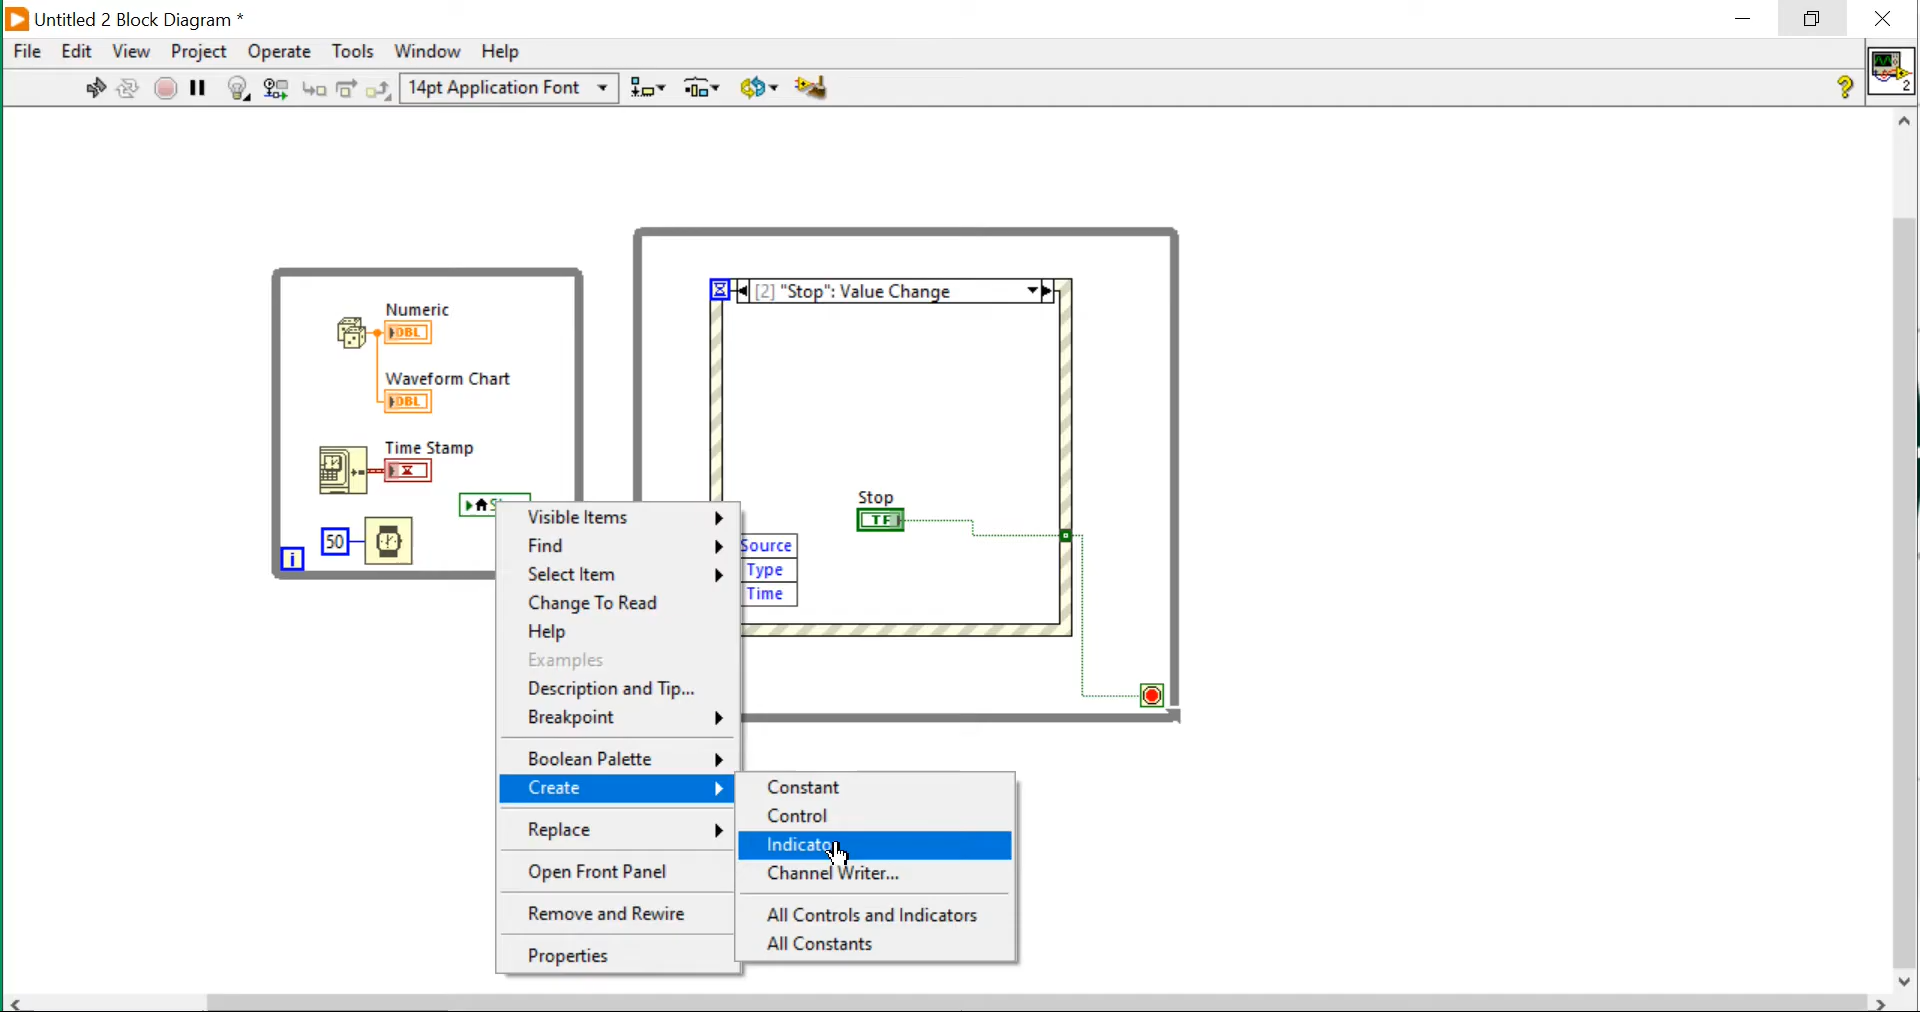 Untitled 2 Block Diagram *
File Edit View Project Operate Tools Window Help
14pt Application Font
2
[2] "Stop": Value Change
Numeric
DBL
Waveform Chart
DBL
Time Stamp
50
i
Stop
TF
Source
Type
Time
Visible Items
Find
Select Item
Change To Read
Help
Examples
Description and Tip...
Breakpoint
Boolean Palette
Create
Replace
Open Front Panel
Remove and Rewire
Properties
Constant
Control
Indicator
Channel Writer...
All Controls and Indicators
All Constants